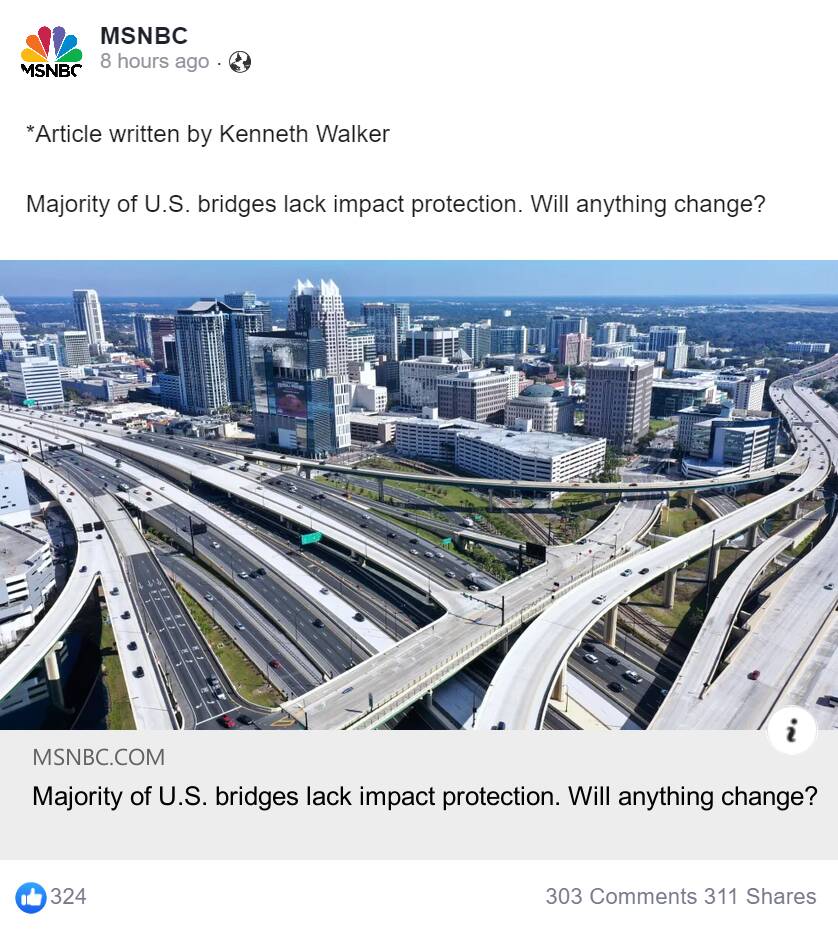 MSNBC
8 hours ago ·
MSNBC
*Article written by Kenneth Walker
Majority of U.S. bridges lack impact protection. Will anything change?
i
MSNBC.COM
Majority of U.S. bridges lack impact protection. Will anything change?
324
303 Comments 311 Shares